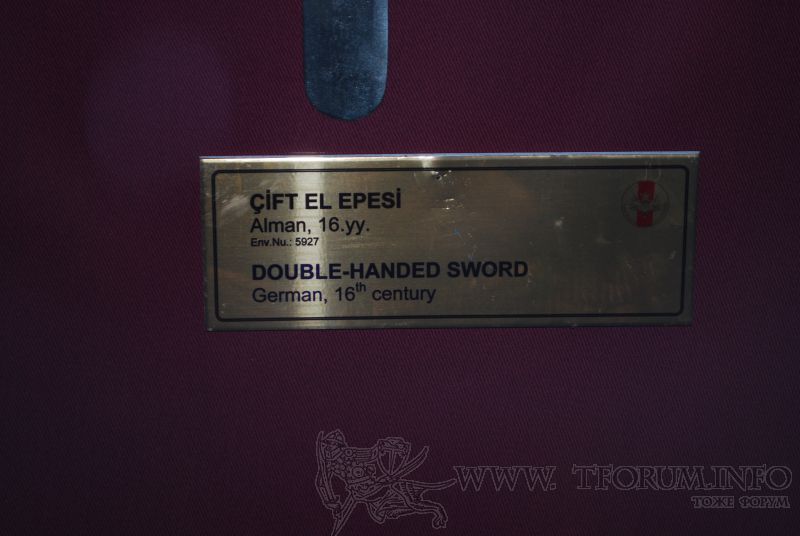 ÇİFT EL EPESİ
Alman, 16.yy.
Env.Nu.: 5927
DOUBLE-HANDED SWORD
German, 16th century
WWW. TFORUM.INFO
ТОЖЕ ФОРУМ